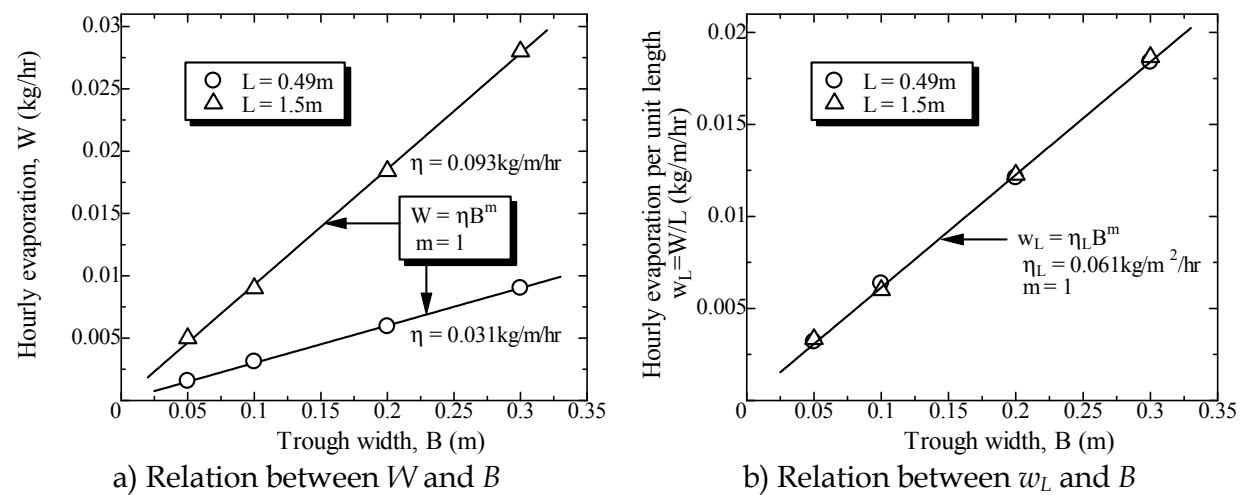 Hourly evaporation, W (kg/hr)
0.03
0.025
0.02
0.015
0.01
0.005
0
0.05
0.1
0.15
0.2
0.25
0.3
0.35
Trough width, B (m)
L = 0.49m
L = 1.5m
η = 0.093kg/m/hr
W = ηB^m
m = 1
η = 0.031kg/m/hr
a) Relation between W and B
Hourly evaporation per unit length
w_L=W/L (kg/m/hr)
0.02
0.015
0.01
0.005
0
0.05
0.1
0.15
0.2
0.25
0.3
0.35
Trough width, B (m)
L = 0.49m
L = 1.5m
w_L = η_LB^m
η_L = 0.061kg/m²/hr
m = 1
b) Relation between w_L and B